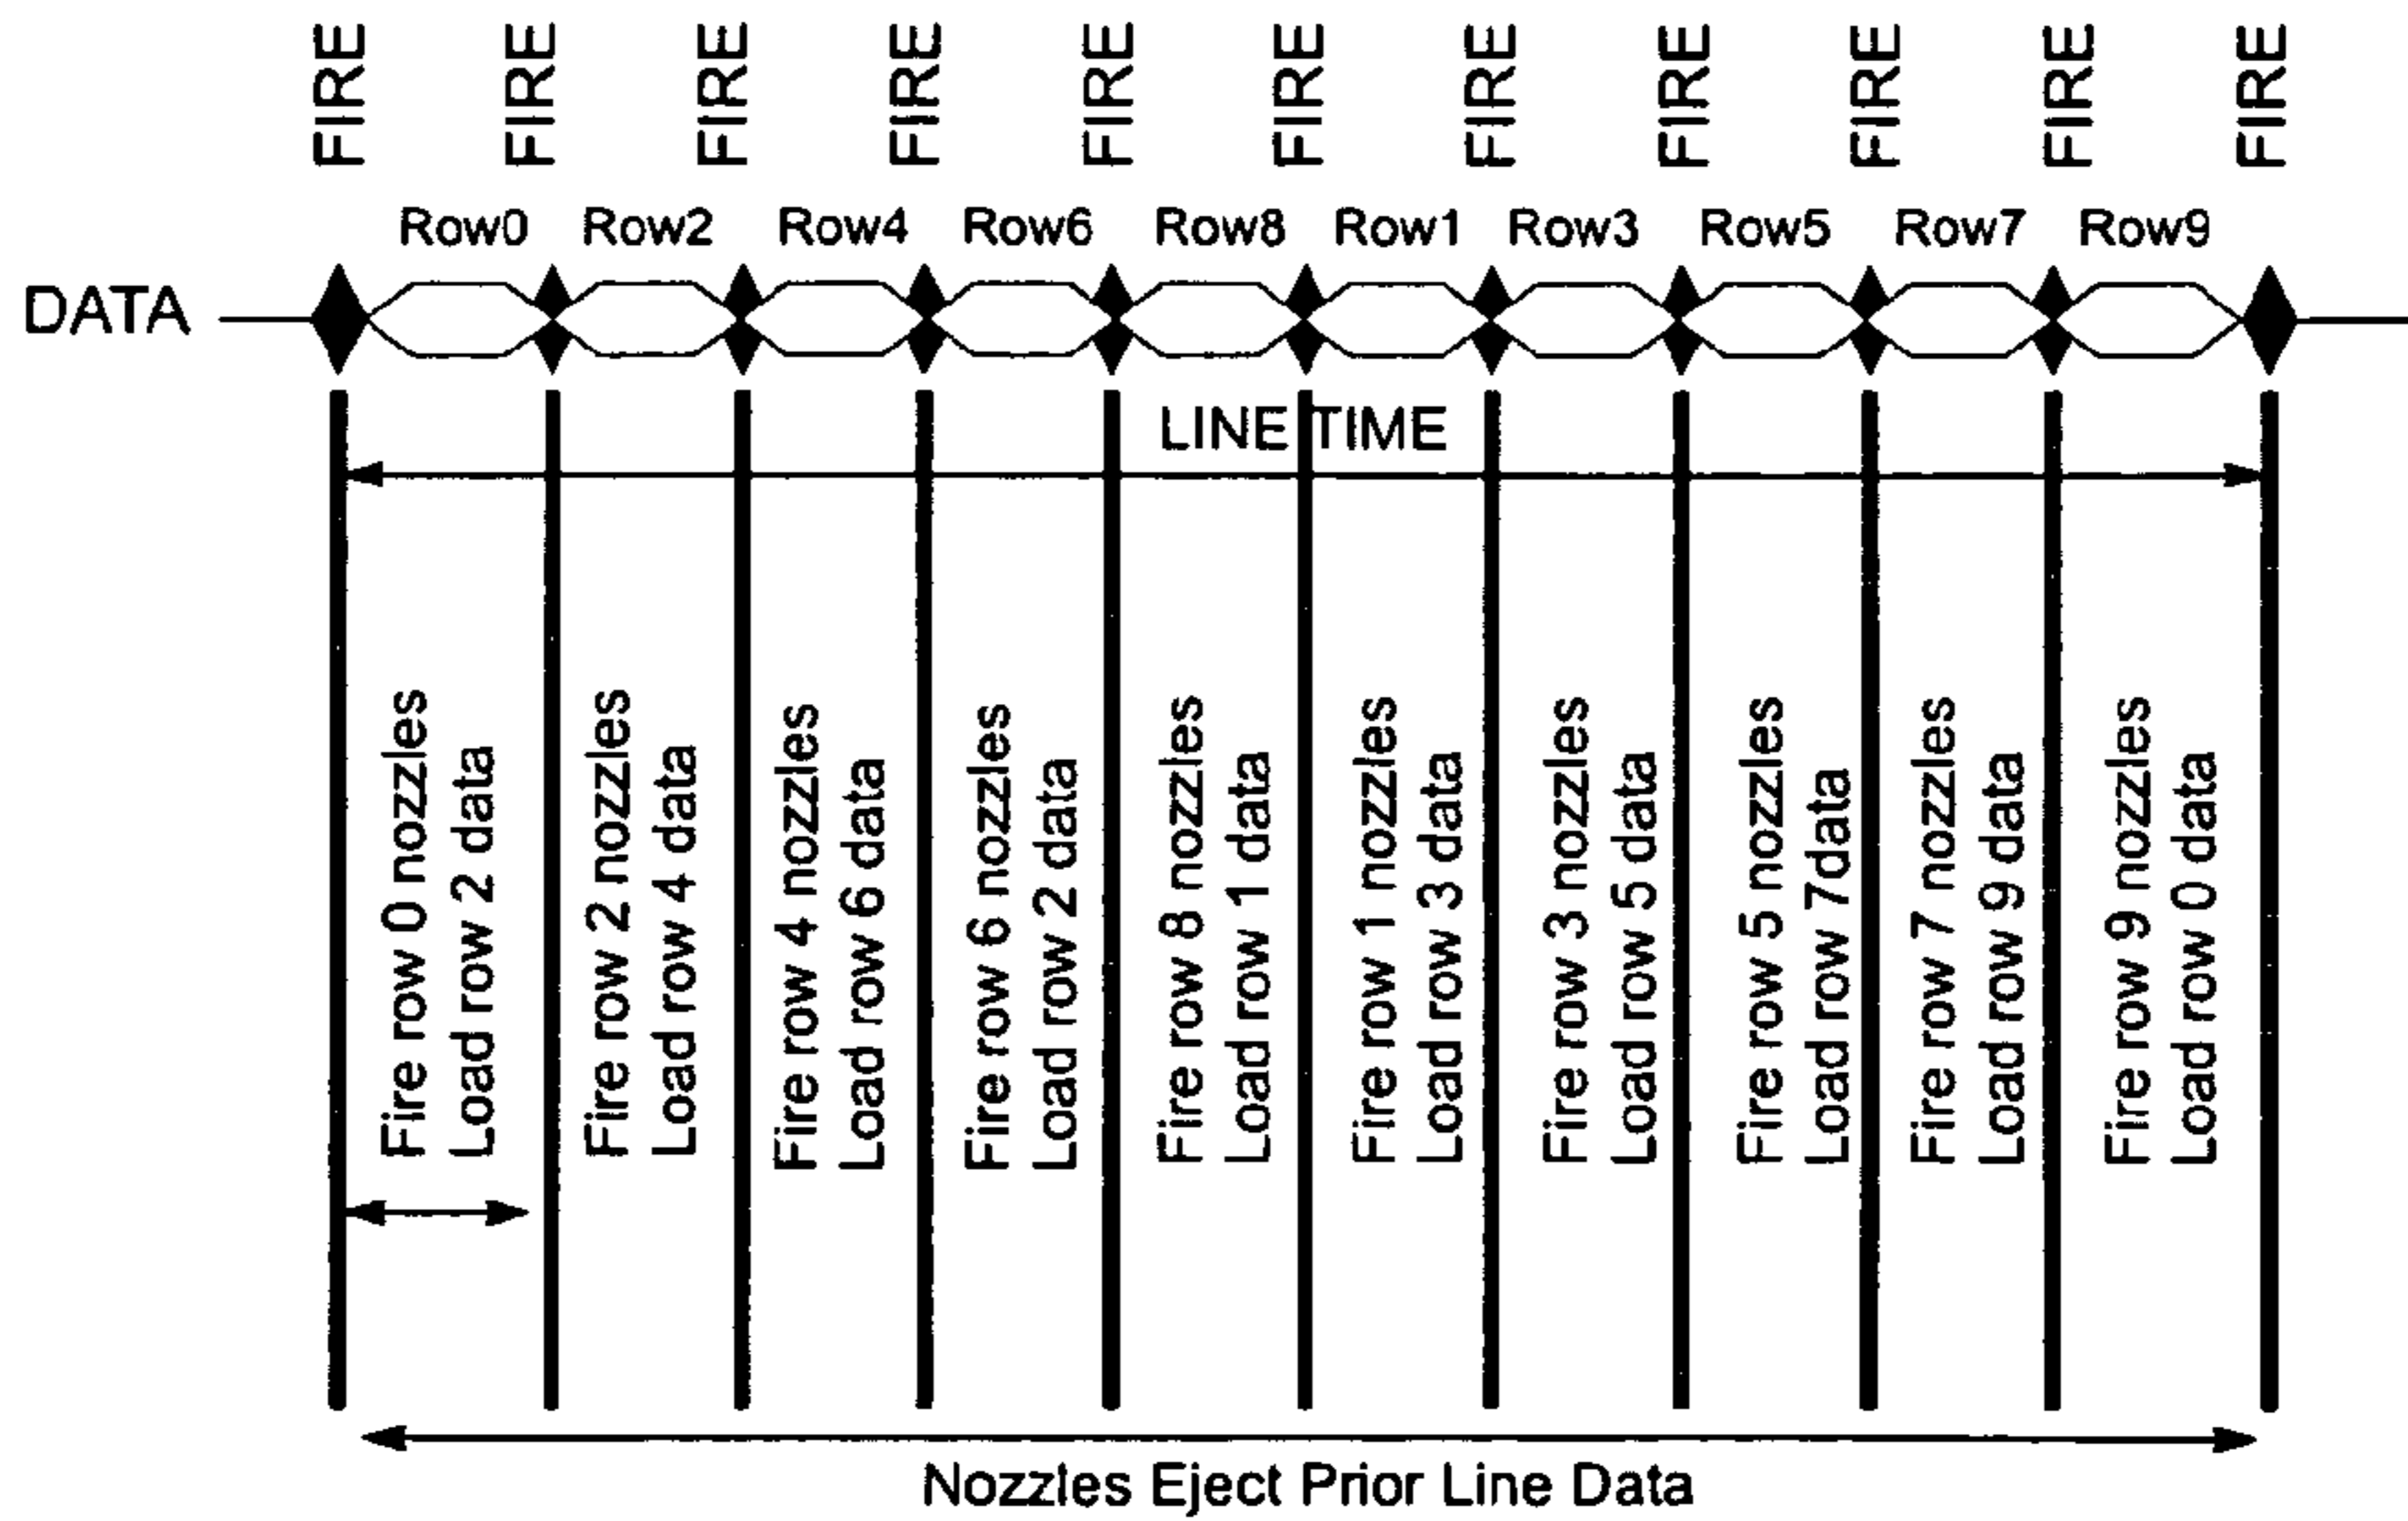 FIRE FIRE FIRE FIRE FIRE FIRE FIRE FIRE FIRE FIRE FIRE
Row0 Row2 Row4 Row6 Row8 Row1 Row3 Row5 Row7 Row9
DATA
LINE TIME
Fire row 0 nozzles
Load row 2 data
Fire row 2 nozzles
Load row 4 data
Fire row 4 nozzles
Load row 6 data
Fire row 6 nozzles
Load row 2 data
Fire row 8 nozzles
Load row 1 data
Fire row 1 nozzles
Load row 3 data
Fire row 3 nozzles
Load row 5 data
Fire row 5 nozzles
Load row 7data
Fire row 7 nozzles
Load row 9 data
Fire row 9 nozzles
Load row 0 data
Nozzles Eject Prior Line Data